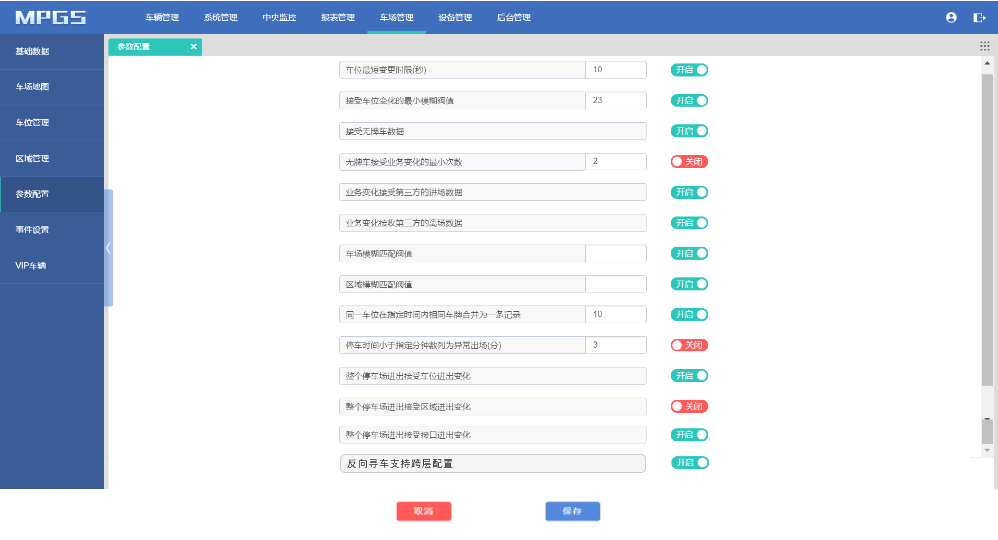 MPGS 车辆管理 系统管理 中央监控 报表管理 车场管理 设备管理 后台管理
基础数据
车场地图
车位管理
区域管理
参数配置
事件设置
VIP车辆
参数配置 ×
车位最短变更时限(秒) 10 开启
接受车位变化的最小模糊阀值 23 开启
接受无牌车数据 开启
无牌车接受业务变化的最小次数 2 关闭
业务变化接受第三方的进场数据 开启
业务变化接收第三方的离场数据 开启
车场模糊匹配阀值 开启
区域模糊匹配阀值 开启
同一车位在指定时间内相同车牌合并为一条记录 10 开启
停车时间小于指定分钟数列为异常出场(分) 3 关闭
整个停车场进出接受车位进出变化 开启
整个停车场进出接受区域进出变化 关闭
整个停车场进出接受接口进出变化 开启
反向寻车支持跨层配置 开启
取消 保存